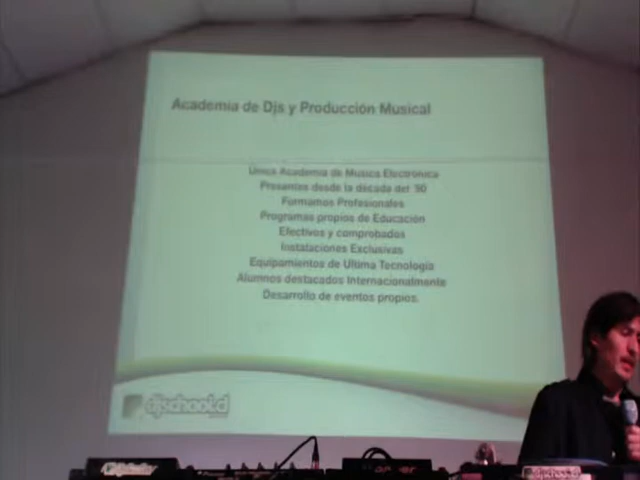 Academia de Djs y Producción Musical
Única Academia de Musica Electronica
Presentes desde la década del '90
Formamos Profesionales
Programas propios de Educación
Efectivos y comprobados
Instalaciones Exclusivas
Equipamientos de Ultima Tecnología
Alumnos destacados Internacionalmente
Desarrollo de eventos propios.
djschool.cl